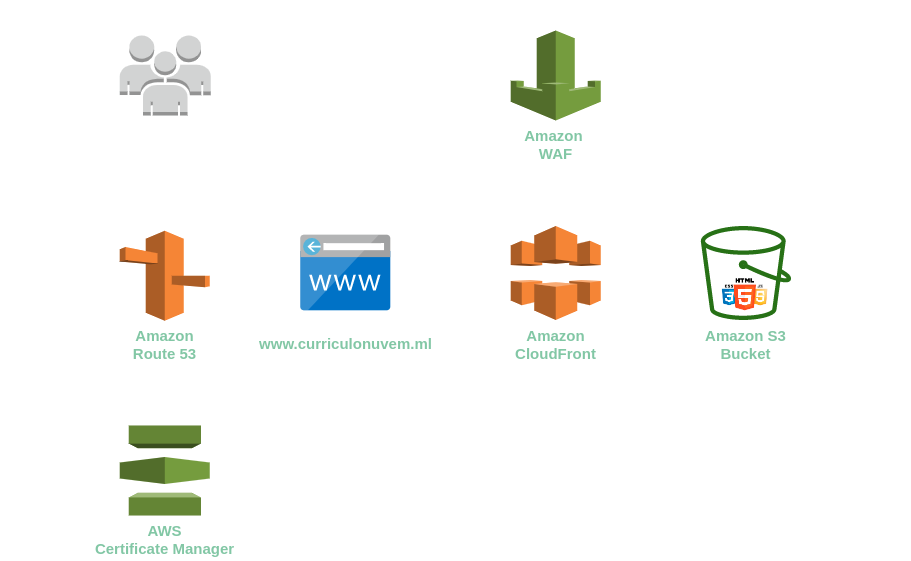 Amazon
WAF
WWW
HTML
CSS
JS
3
5
Amazon
Route 53
www.curriculonuvem.ml
Amazon
CloudFront
Amazon S3
Bucket
AWS
Certificate Manager